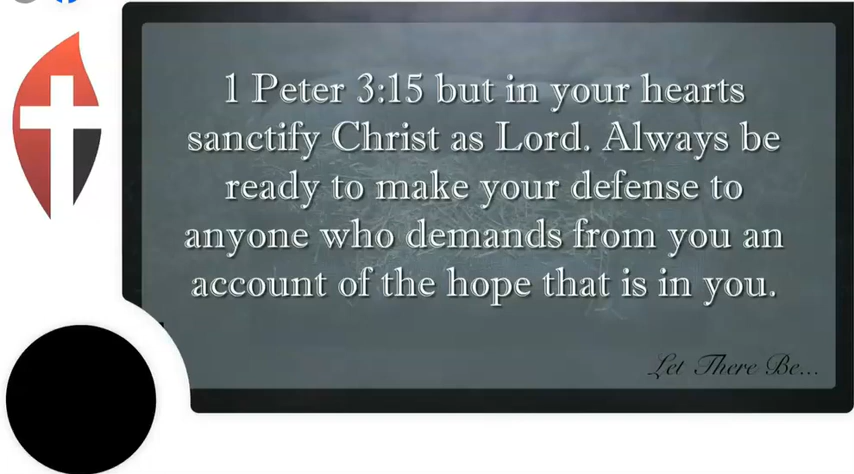 1 Peter 3:15 but in your hearts
sanctify Christ as Lord. Always be
ready to make your defense to
anyone who demands from you an
account of the hope that is in you.
Let There Be...